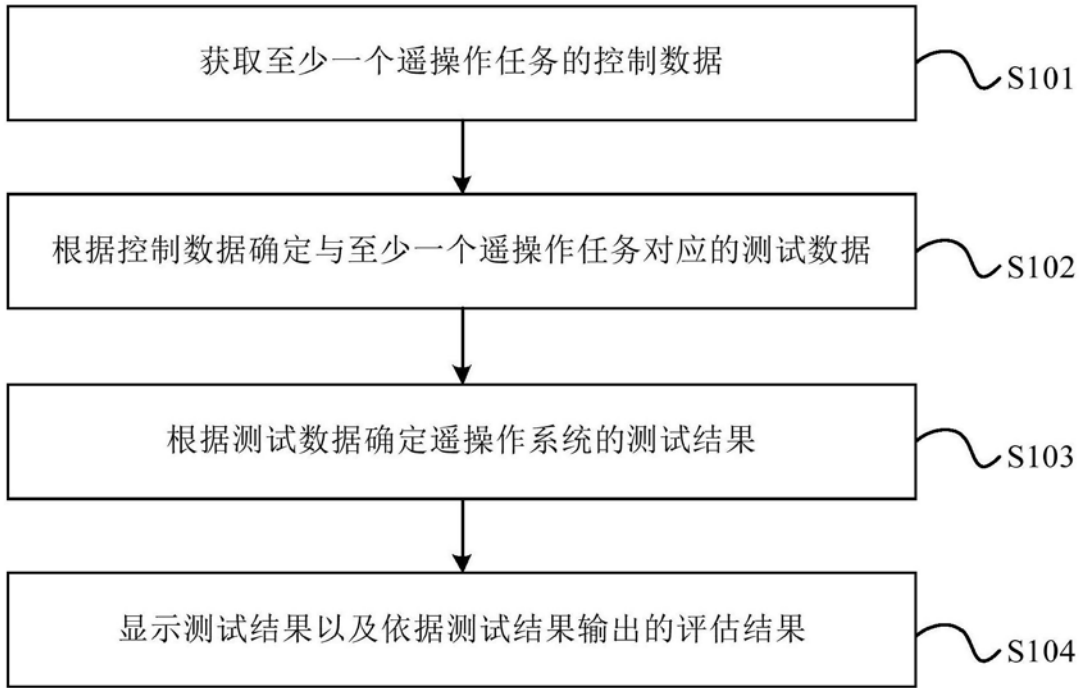 获取至少一个遥操作任务的控制数据
S101
根据控制数据确定与至少一个遥操作任务对应的测试数据
S102
根据测试数据确定遥操作系统的测试结果
S103
显示测试结果以及依据测试结果输出的评估结果
S104